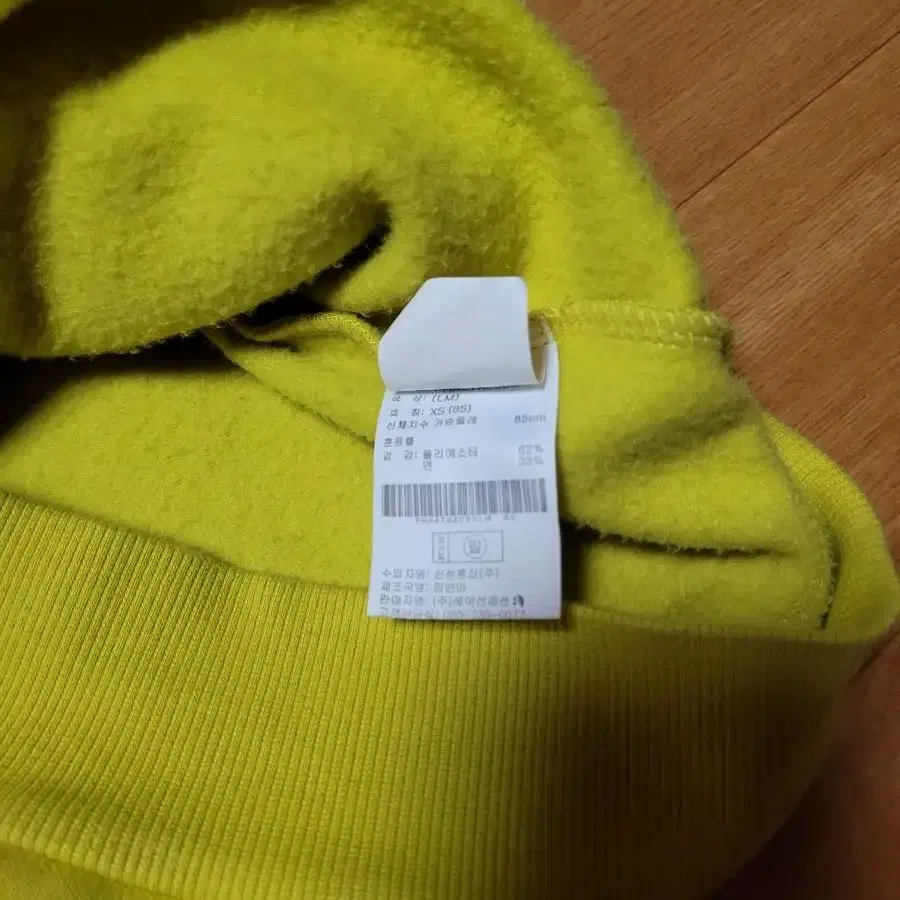 색 상: (LM)
호 칭: XS(85)
신체치수 가슴둘레 85cm
혼용률
겉 감: 폴리에스터 62%
면 38%
수입자명: 신성통상(주)
제조국명: 미얀마
판매자명: (주)에이션패션